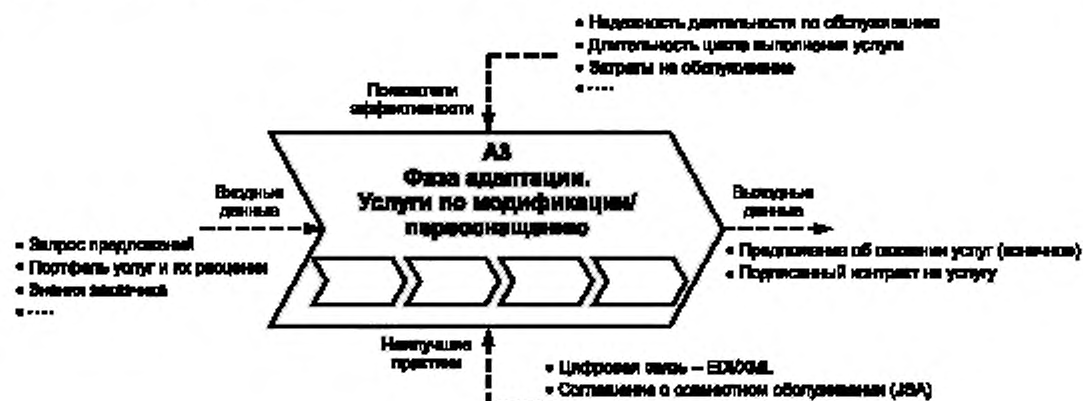 • Надежность деятельности по обслуживанию
• Длительность цикла выполнения услуги
• Затраты на обслуживание
• ----
Показатели
эффективности
А3
Фаза адаптации.
Услуги по модификации/
переоснащению
Входные
данные
Выходные
данные
• Запрос предложений
• Портфель услуг и их расценки
• Знания заказчика
• ----
• Предложение об оказании услуг (конечное)
• Подписанный контракт на услугу
Наилучшие
практики
• Цифровая связь – EDI/XML
• Соглашение о совместном обслуживании (JSA)